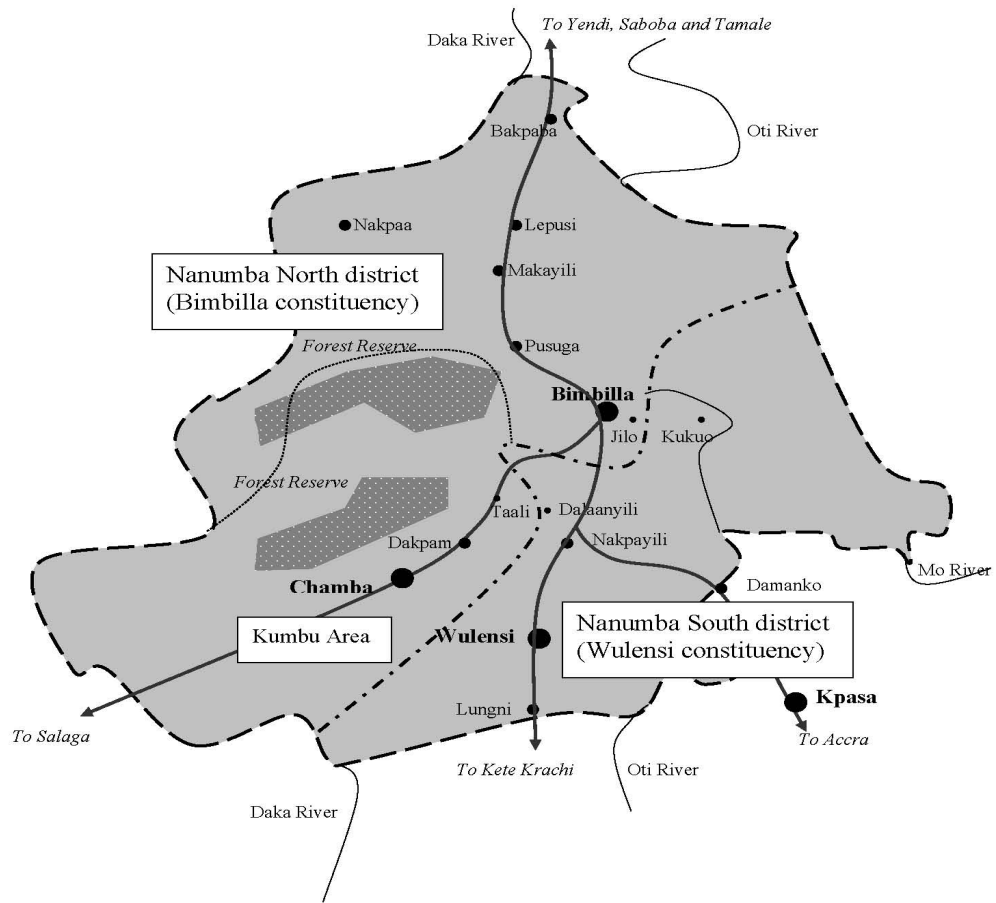 To Yendi, Saboba and Tamale
Daka River
Oti River
Bakpaba
Nakpaa
Lepusi
Makayili
Nanumba North district
(Bimbilla constituency)
Forest Reserve
Pusuga
Bimbilla
Jilo
Kukuo
Forest Reserve
Taali
Dalaanyili
Dakpam
Nakpayili
Mo River
Chamba
Damanko
Kumbu Area
Wulensi
Nanumba South district
(Wulensi constituency)
Lungni
Kpasa
To Salaga
To Accra
To Kete Krachi
Oti River
Daka River